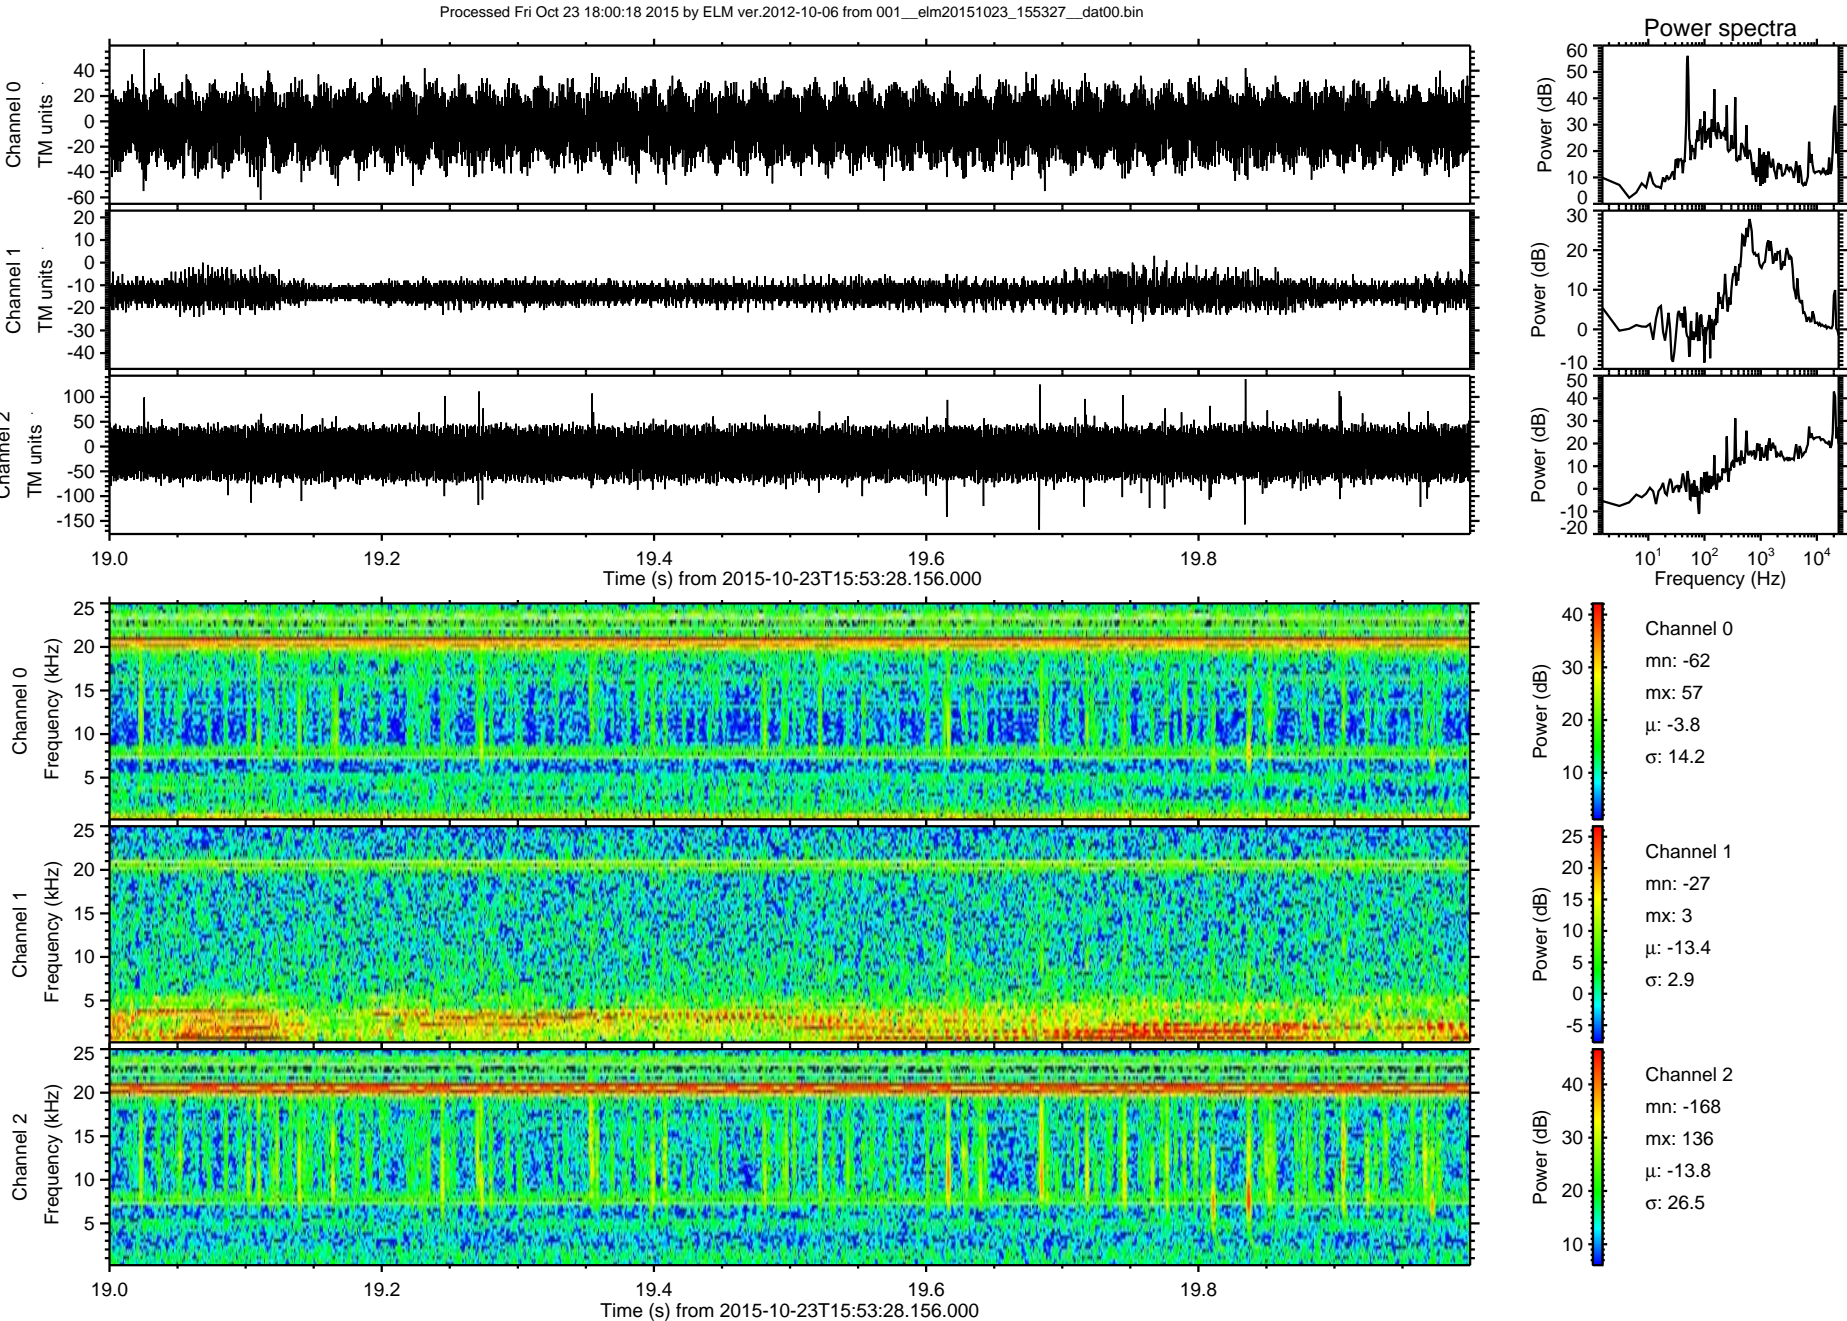 Processed Fri Oct 23 18:00:18 2015 by ELM ver.2012-10-06 from 001__elm20151023_155327__dat00.bin
Power spectra
Channel 0
TM units
40
20
0
-20
-40
-60
Power (dB)
60
50
40
30
20
10
0
Channel 1
TM units
20
10
0
-10
-20
-30
-40
Power (dB)
30
20
10
0
-10
Channel 2
TM units
100
50
0
-50
-100
-150
Power (dB)
50
40
30
20
10
0
-10
-20
19.0 19.2 19.4 19.6 19.8
Time (s) from 2015-10-23T15:53:28.156.000
10¹ 10² 10³ 10⁴
Frequency (Hz)
Channel 0
Frequency (kHz)
25
20
15
10
5
Power (dB)
40
30
20
10
Channel 0
mn: -62
mx: 57
μ: -3.8
σ: 14.2
Channel 1
Frequency (kHz)
25
20
15
10
5
Power (dB)
25
20
15
10
5
0
-5
Channel 1
mn: -27
mx: 3
μ: -13.4
σ: 2.9
Channel 2
Frequency (kHz)
25
20
15
10
5
Power (dB)
40
30
20
10
Channel 2
mn: -168
mx: 136
μ: -13.8
σ: 26.5
19.0 19.2 19.4 19.6 19.8
Time (s) from 2015-10-23T15:53:28.156.000